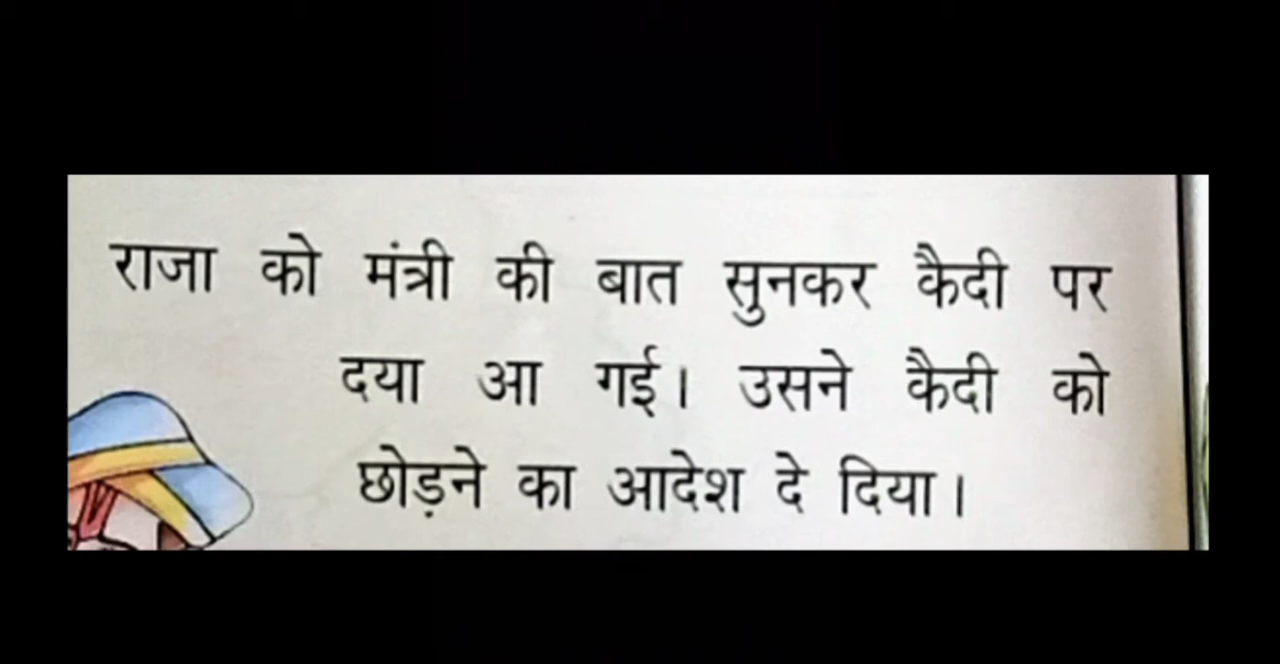 राजा को मंत्री की बात सुनकर कैदी पर
दया आ गई। उसने कैदी को
छोड़ने का आदेश दे दिया।